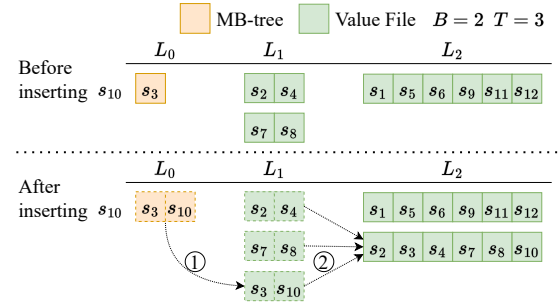 MB-tree Value File B = 2 T = 3
L₀ L₁ L₂
Before inserting s₁₀
s₃ s₂ s₄ s₁ s₅ s₆ s₉ s₁₁ s₁₂
s₇ s₈
L₀ L₁ L₂
After inserting s₁₀
s₃ s₁₀ s₂ s₄ s₁ s₅ s₆ s₉ s₁₁ s₁₂
s₇ s₈ s₂ s₃ s₄ s₇ s₈ s₁₀
① ②
s₃ s₁₀